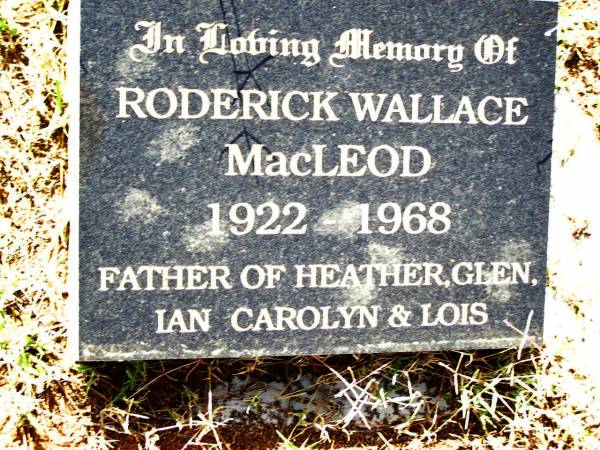 In Loving Memory Of
RODERICK WALLACE
MacLEOD
1922 - 1968
FATHER OF HEATHER, GLEN,
IAN CAROLYN & LOIS